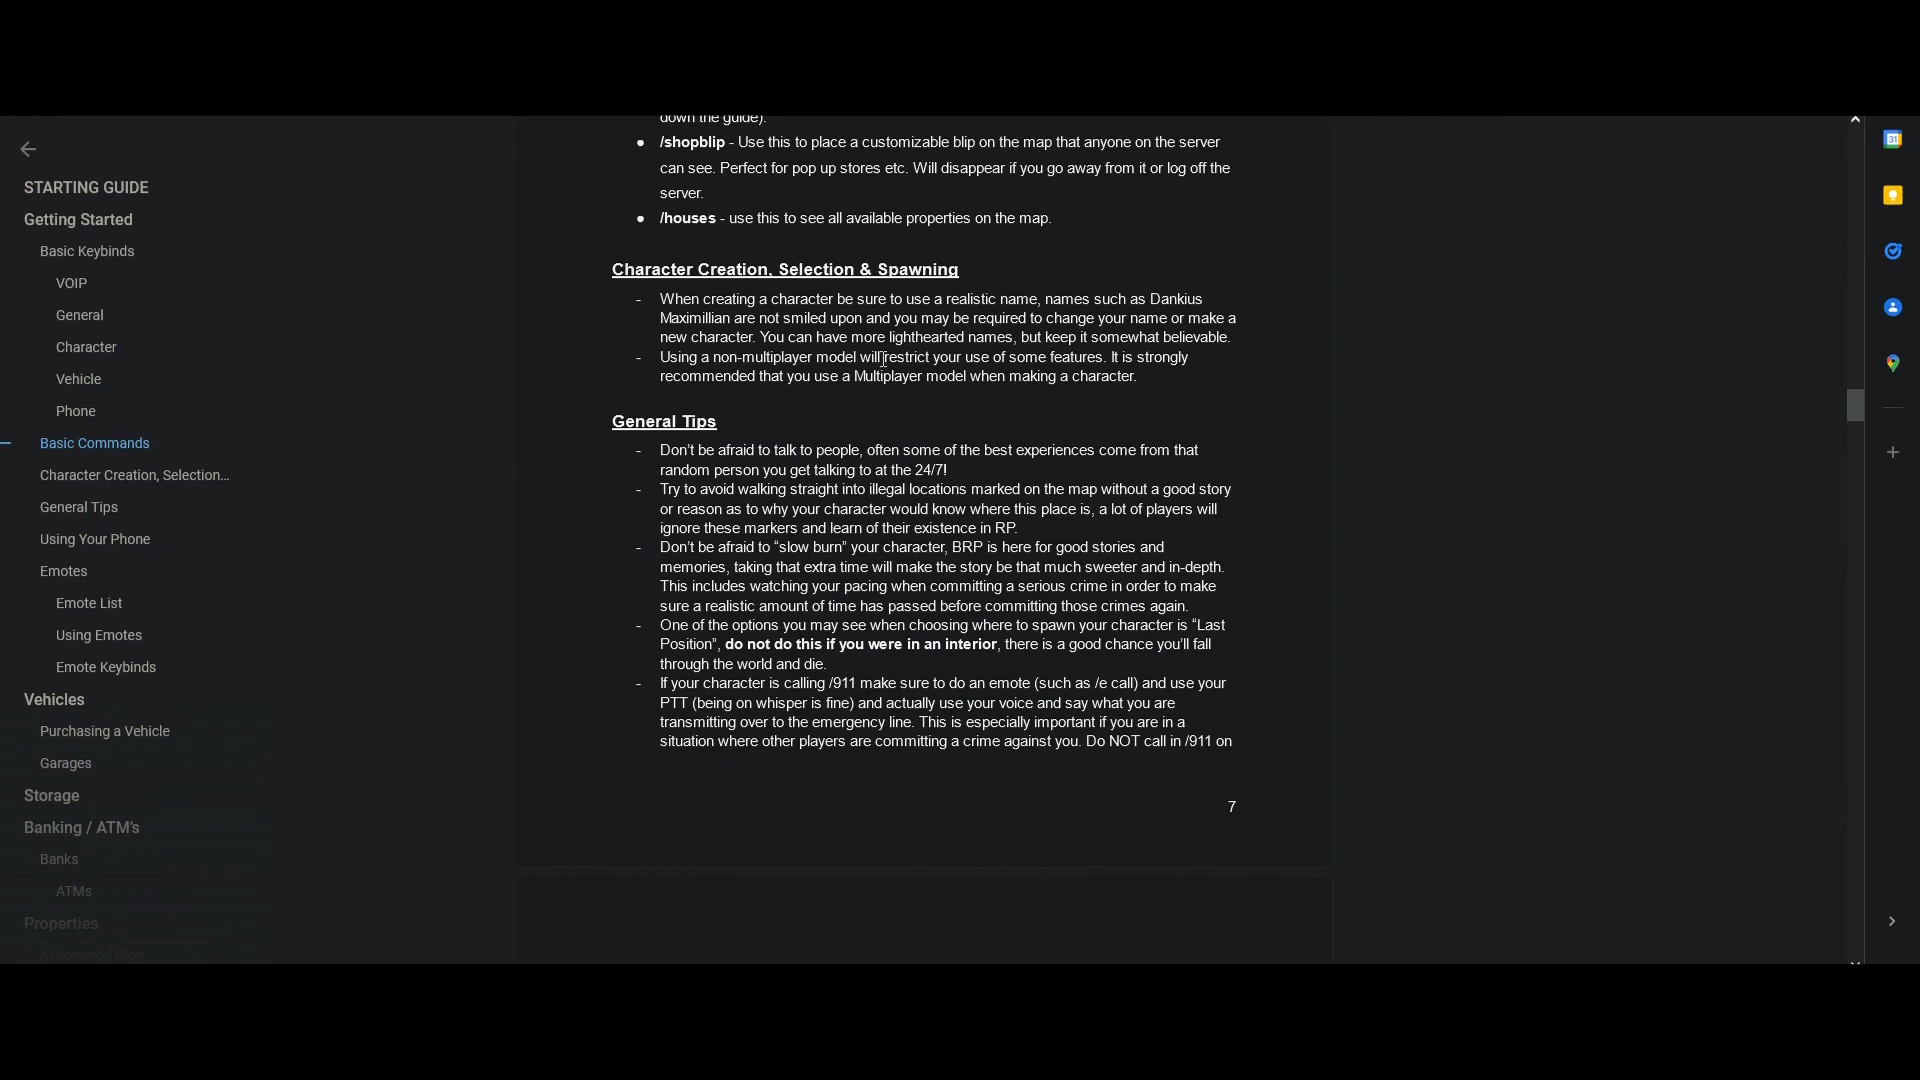 STARTING GUIDE
Getting Started
Basic Keybinds
VOIP
General
Character
Vehicle
Phone
Basic Commands
Character Creation, Selection...
General Tips
Using Your Phone
Emotes
Emote List
Using Emotes
Emote Keybinds
Vehicles
Purchasing a Vehicle
Garages
Storage
Banking / ATM’s
Banks
ATMs
Properties
Accommodation
down the guide).
● /shopblip - Use this to place a customizable blip on the map that anyone on the server
can see. Perfect for pop up stores etc. Will disappear if you go away from it or log off the
server.
● /houses - use this to see all available properties on the map.
Character Creation, Selection & Spawning
- When creating a character be sure to use a realistic name, names such as Dankius
Maximillian are not smiled upon and you may be required to change your name or make a
new character. You can have more lighthearted names, but keep it somewhat believable.
- Using a non-multiplayer model will restrict your use of some features. It is strongly
recommended that you use a Multiplayer model when making a character.
General Tips
- Don’t be afraid to talk to people, often some of the best experiences come from that
random person you get talking to at the 24/7!
- Try to avoid walking straight into illegal locations marked on the map without a good story
or reason as to why your character would know where this place is, a lot of players will
ignore these markers and learn of their existence in RP.
- Don’t be afraid to “slow burn” your character, BRP is here for good stories and
memories, taking that extra time will make the story be that much sweeter and in-depth.
This includes watching your pacing when committing a serious crime in order to make
sure a realistic amount of time has passed before committing those crimes again.
- One of the options you may see when choosing where to spawn your character is “Last
Position”, do not do this if you were in an interior, there is a good chance you’ll fall
through the world and die.
- If your character is calling /911 make sure to do an emote (such as /e call) and use your
PTT (being on whisper is fine) and actually use your voice and say what you are
transmitting over to the emergency line. This is especially important if you are in a
situation where other players are committing a crime against you. Do NOT call in /911 on
7
31